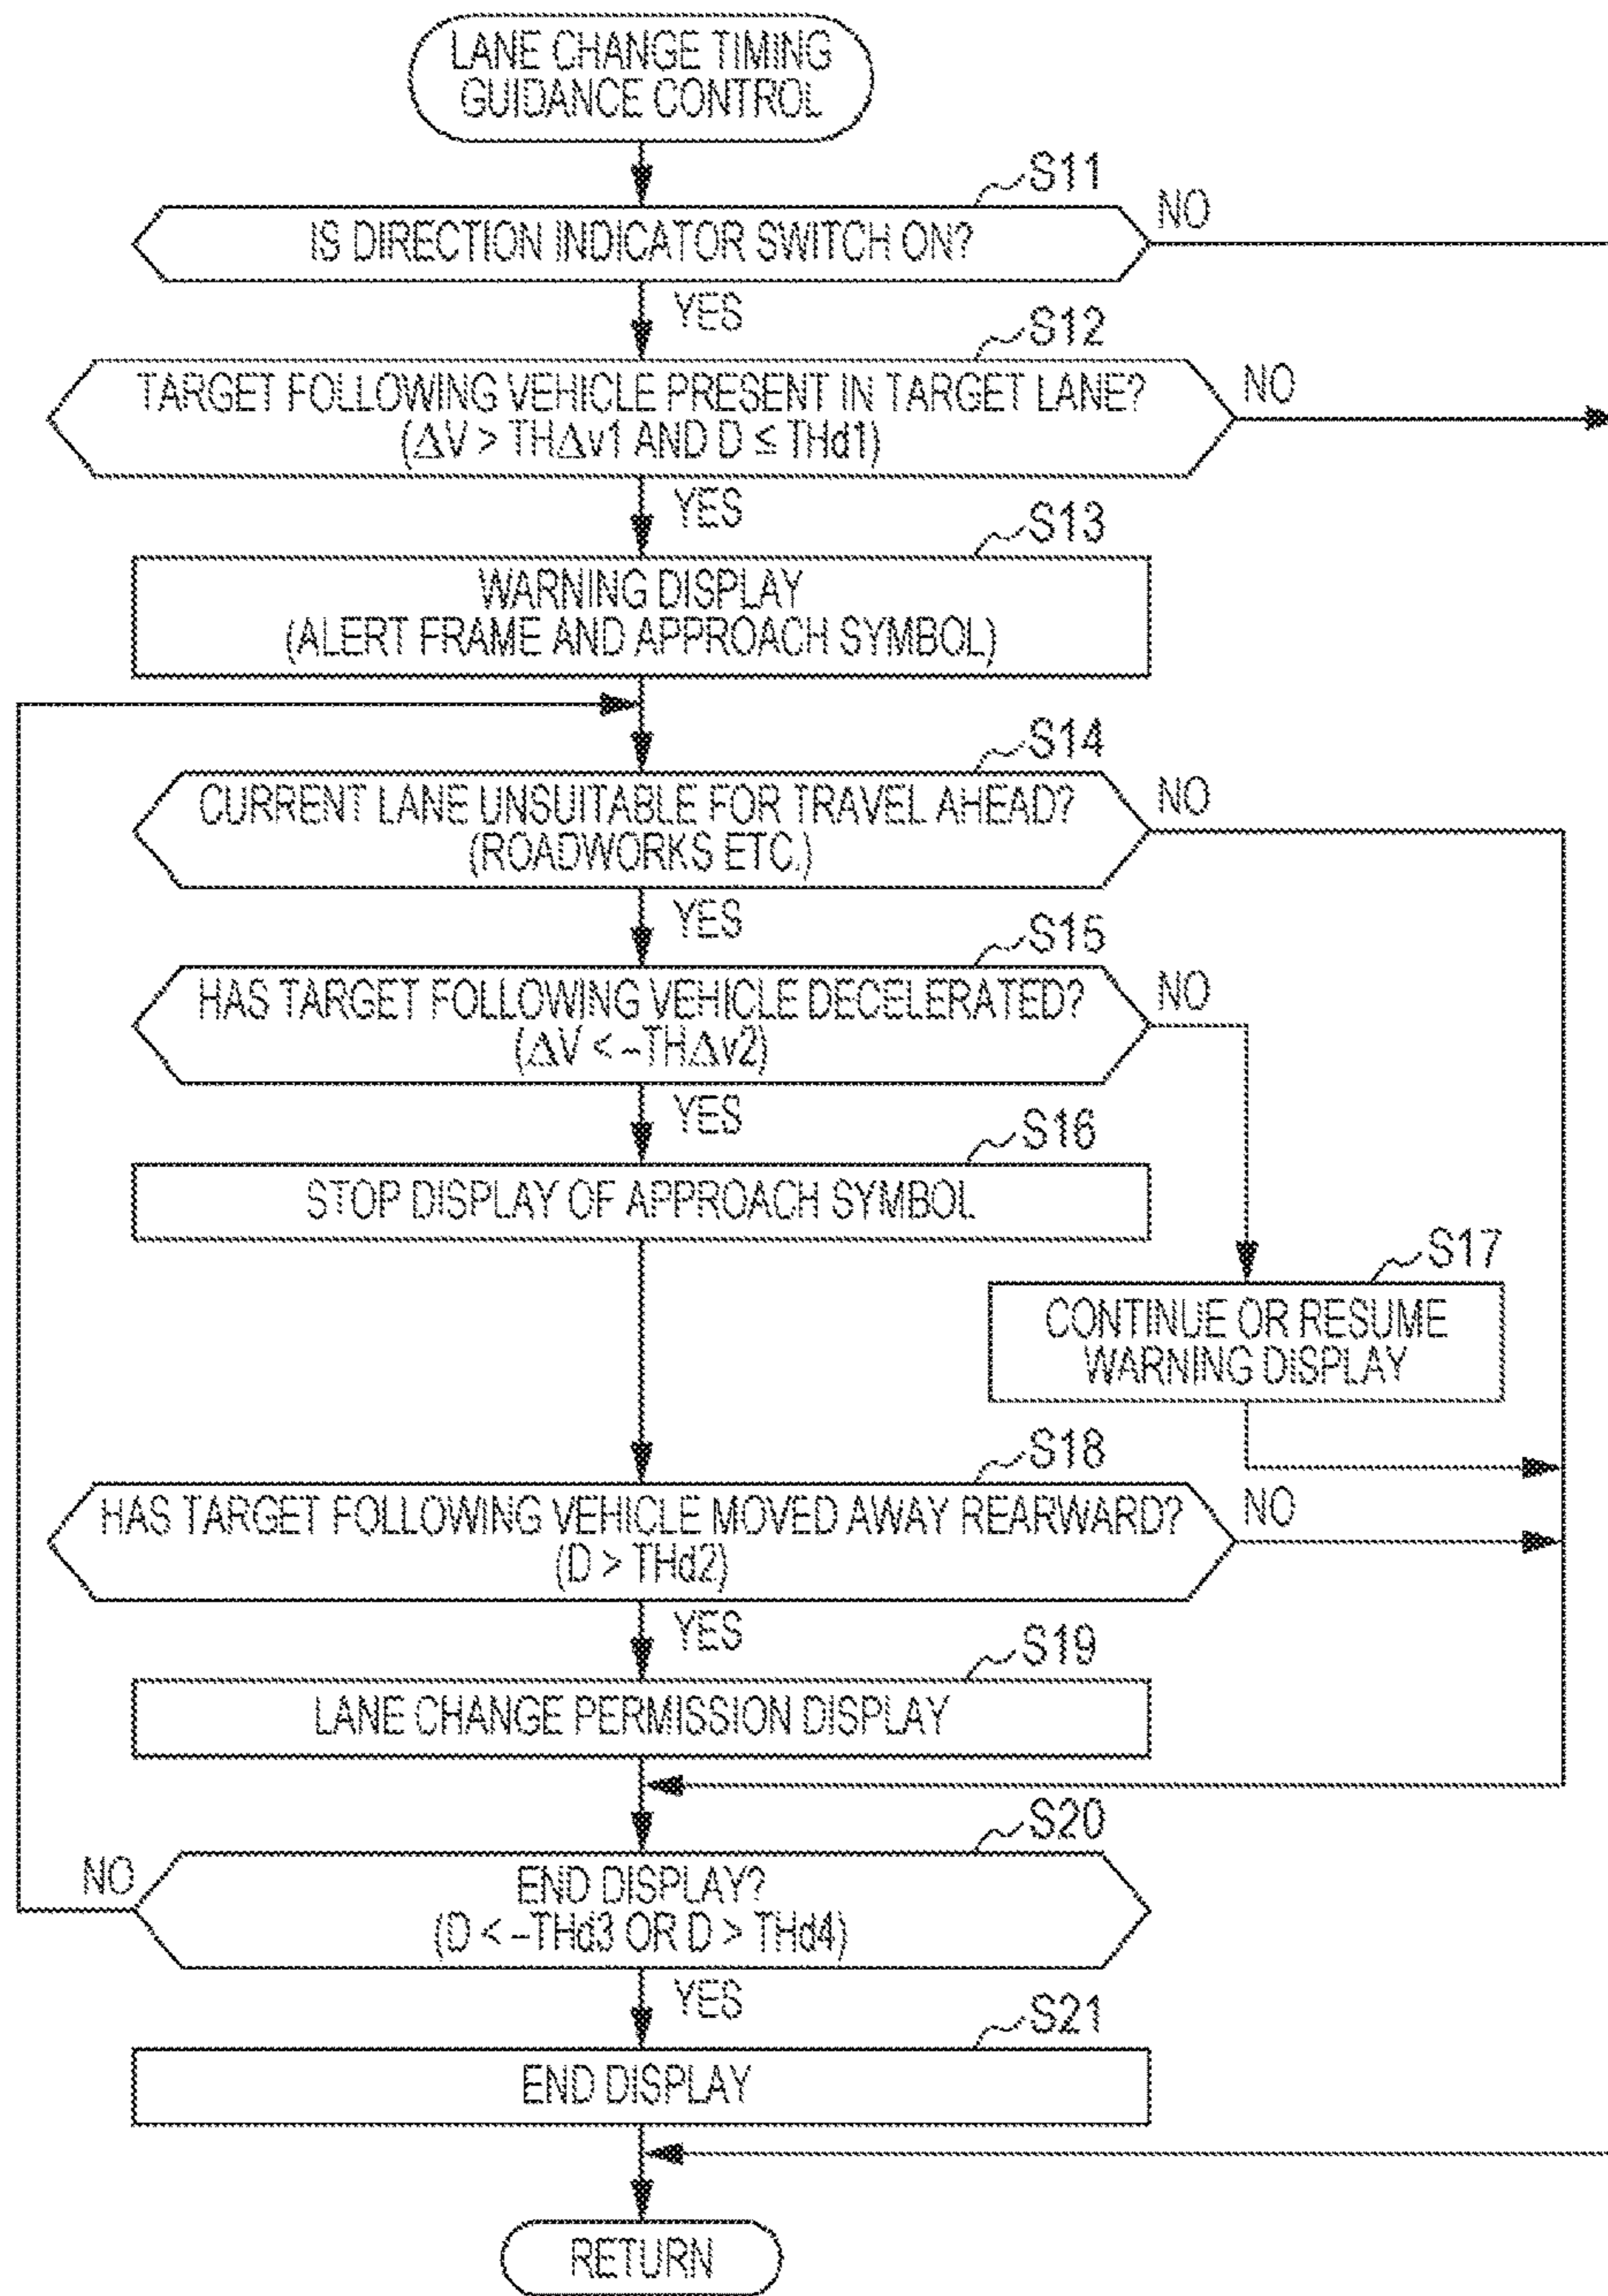 LANE CHANGE TIMING
GUIDANCE CONTROL
S11
IS DIRECTION INDICATOR SWITCH ON?
NO
YES
S12
TARGET FOLLOWING VEHICLE PRESENT IN TARGET LANE?
(ΔV > THΔv1 AND D ≤ THd1)
NO
YES
S13
WARNING DISPLAY
(ALERT FRAME AND APPROACH SYMBOL)
S14
CURRENT LANE UNSUITABLE FOR TRAVEL AHEAD?
(ROADWORKS ETC.)
NO
YES
S15
HAS TARGET FOLLOWING VEHICLE DECELERATED?
(ΔV < –THΔv2)
NO
YES
S16
STOP DISPLAY OF APPROACH SYMBOL
S17
CONTINUE OR RESUME
WARNING DISPLAY
S18
HAS TARGET FOLLOWING VEHICLE MOVED AWAY REARWARD?
(D > THd2)
NO
YES
S19
LANE CHANGE PERMISSION DISPLAY
S20
END DISPLAY?
(D < –THd3 OR D > THd4)
NO
YES
S21
END DISPLAY
RETURN